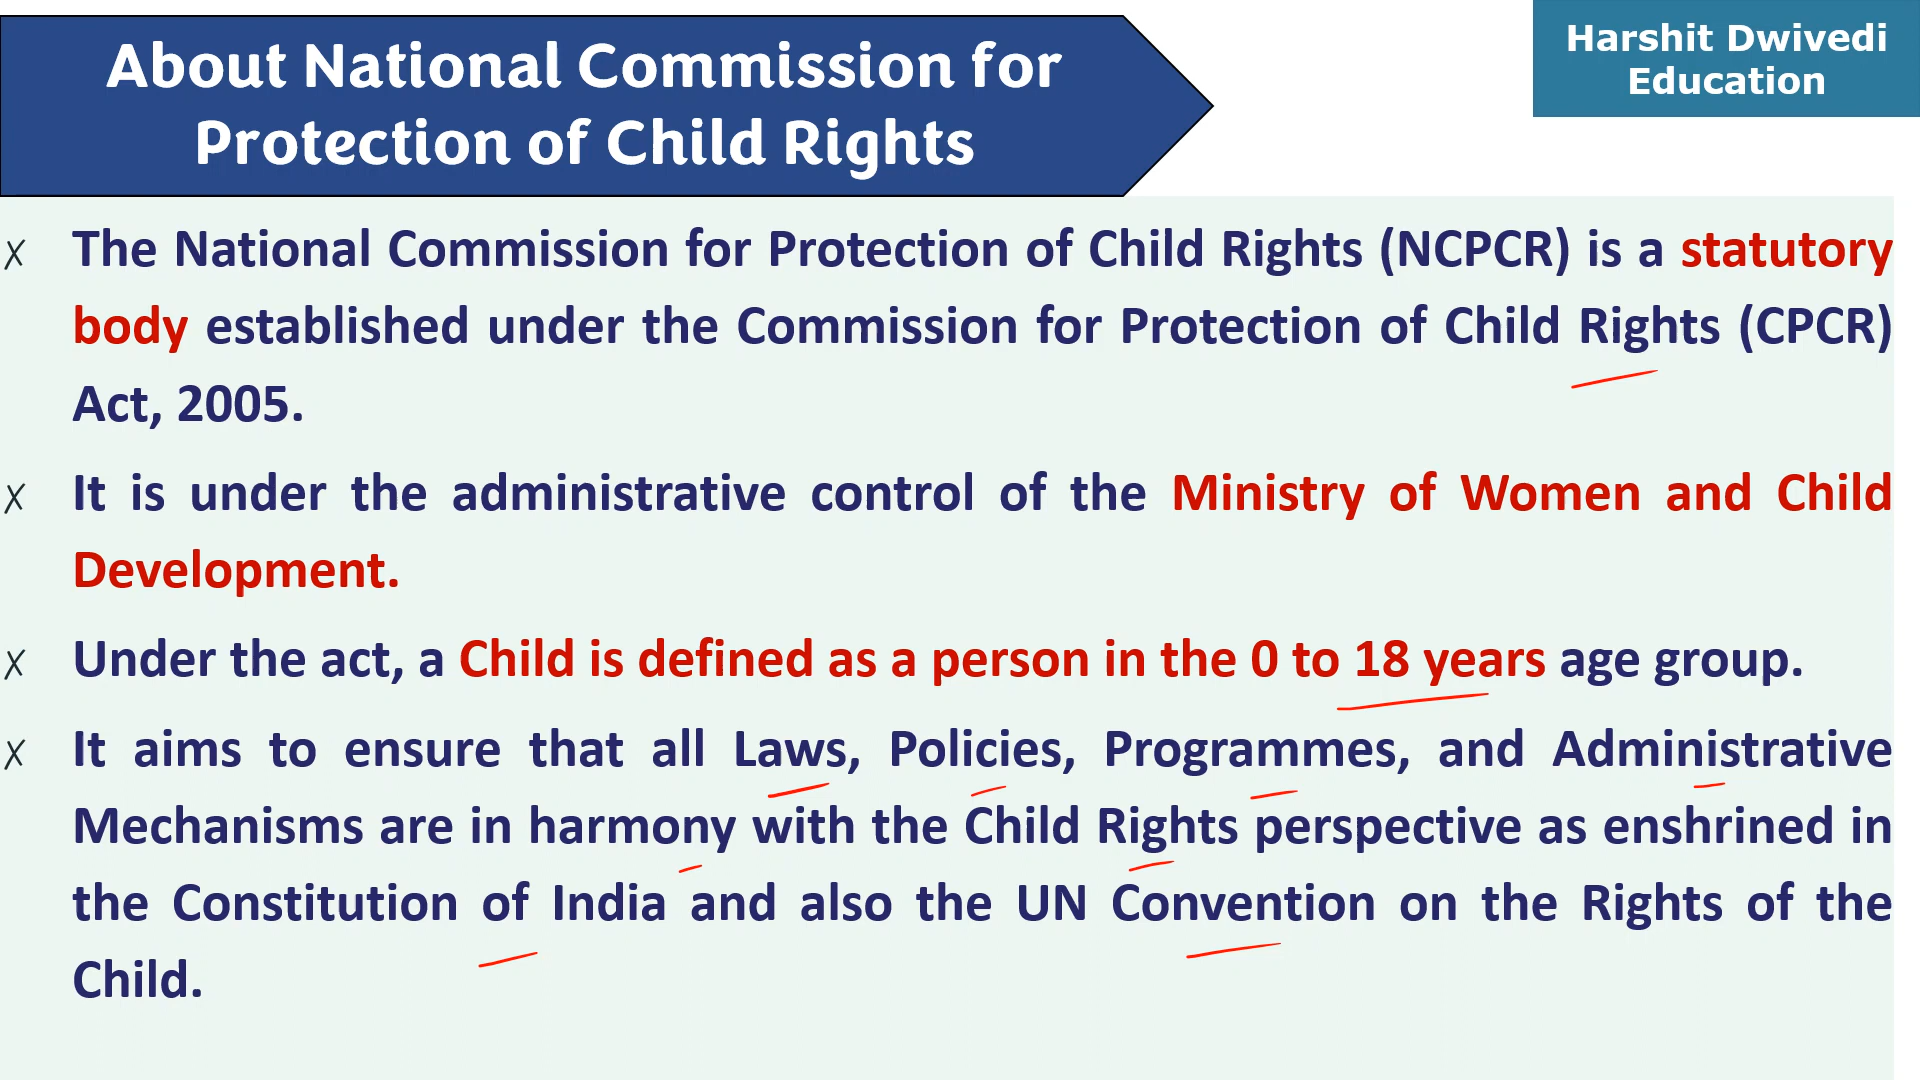 About National Commission for
Protection of Child Rights
Harshit Dwivedi
Education
The National Commission for Protection of Child Rights (NCPCR) is a statutory
body established under the Commission for Protection of Child Rights (CPCR)
Act, 2005.
It is under the administrative control of the Ministry of Women and Child
Development.
Under the act, a Child is defined as a person in the 0 to 18 years age group.
It aims to ensure that all Laws, Policies, Programmes, and Administrative
Mechanisms are in harmony with the Child Rights perspective as enshrined in
the Constitution of India and also the UN Convention on the Rights of the
Child.